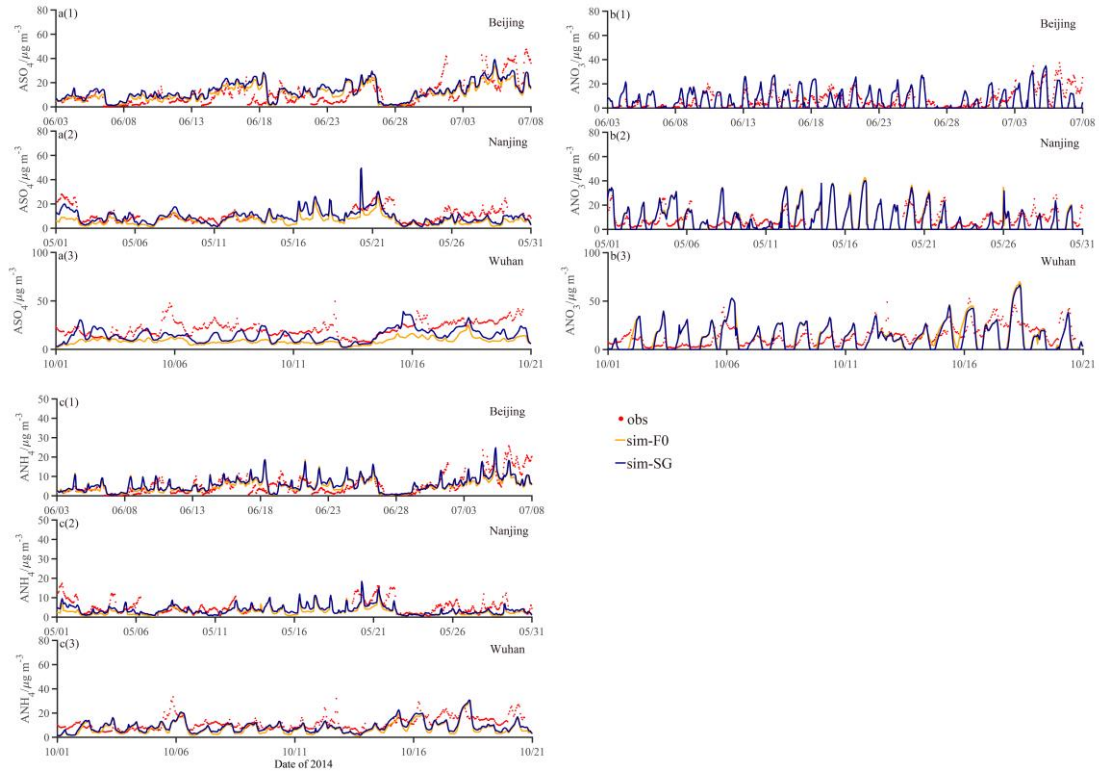 a(1)
Beijing
ASO₄/μg m⁻³
80
60
40
20
0
06/03 06/08 06/13 06/18 06/23 06/28 07/03 07/08
a(2)
Nanjing
ASO₄/μg m⁻³
80
60
40
20
0
05/01 05/06 05/11 05/16 05/21 05/26 05/31
a(3)
Wuhan
ASO₄/μg m⁻³
100
50
0
10/01 10/06 10/11 10/16 10/21
b(1)
Beijing
ANO₃/μg m⁻³
80
60
40
20
0
06/03 06/08 06/13 06/18 06/23 06/28 07/03 07/08
b(2)
Nanjing
ANO₃/μg m⁻³
80
60
40
20
0
05/01 05/06 05/11 05/16 05/21 05/26 05/31
b(3)
Wuhan
ANO₃/μg m⁻³
100
50
0
10/01 10/06 10/11 10/16 10/21
c(1)
Beijing
ANH₄/μg m⁻³
50
40
30
20
10
0
06/03 06/08 06/13 06/18 06/23 06/28 07/03 07/08
c(2)
Nanjing
ANH₄/μg m⁻³
50
40
30
20
10
0
05/01 05/06 05/11 05/16 05/21 05/26 05/31
c(3)
Wuhan
ANH₄/μg m⁻³
80
60
40
20
0
10/01 10/06 10/11 10/16 10/21
Date of 2014
obs
sim-F0
sim-SG